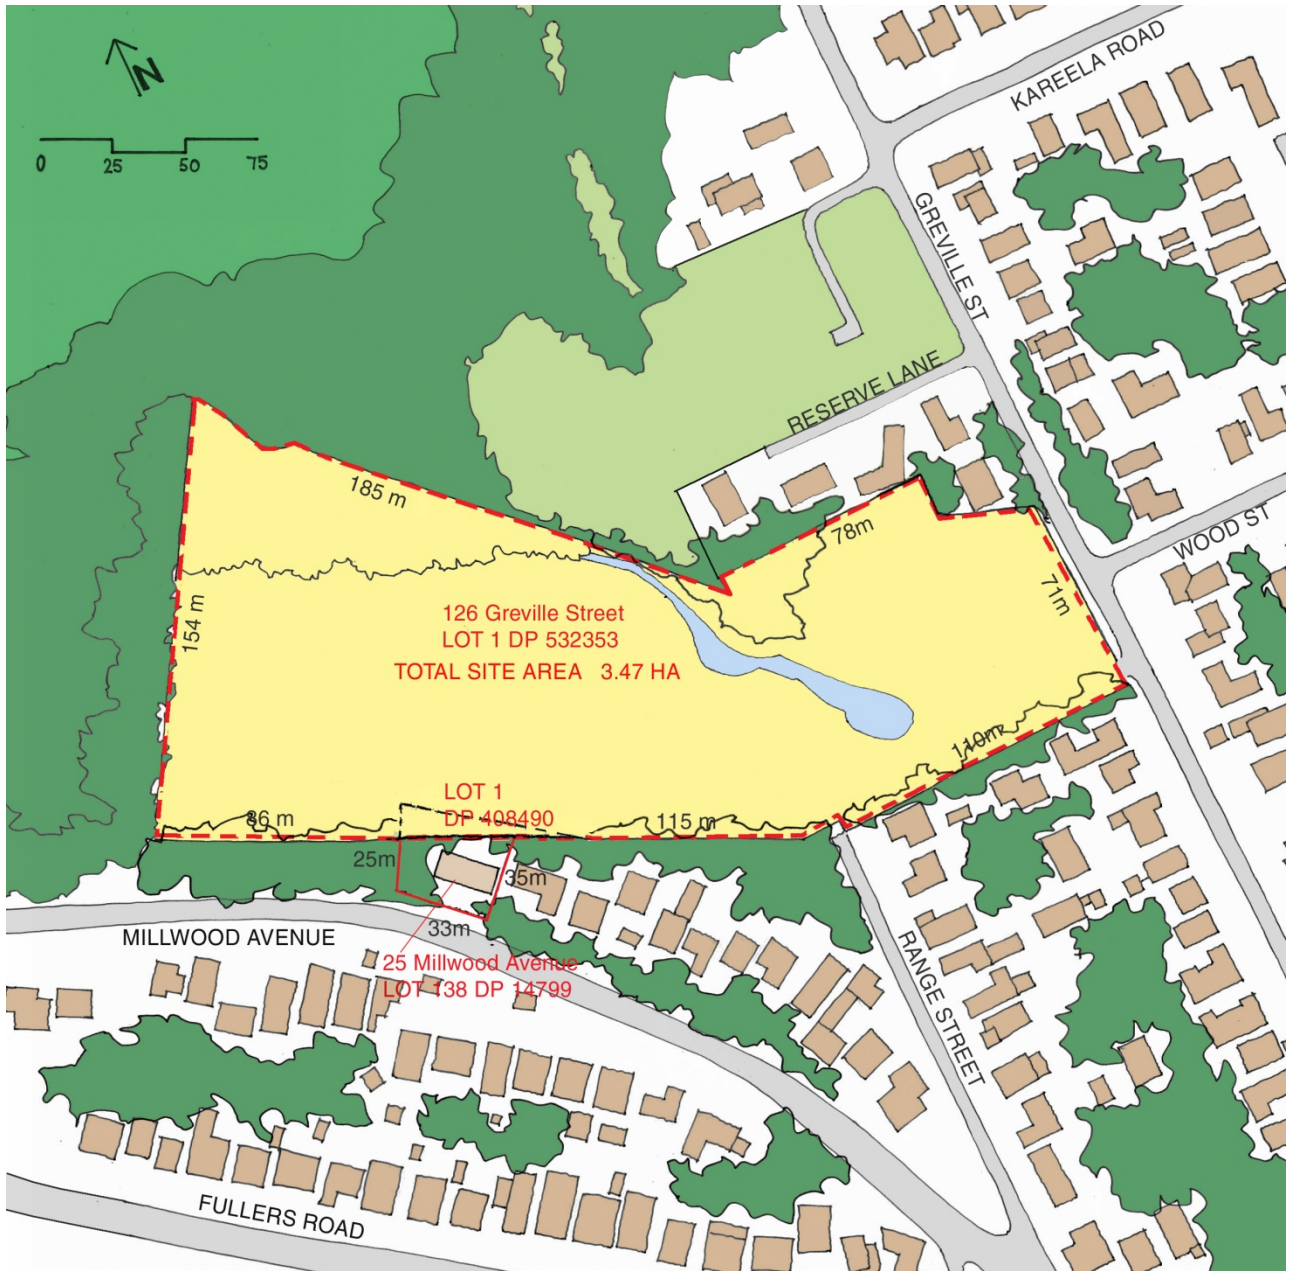 N
0 25 50 75
KAREELA ROAD
GREVILLE ST
RESERVE LANE
185 m
78m
WOOD ST
71m
154 m
126 Greville Street
LOT 1 DP 532353
TOTAL SITE AREA 3.47 HA
110m
LOT 1
DP 408490
86 m
115 m
25m
35m
33m
MILLWOOD AVENUE
25 Millwood Avenue
LOT 138 DP 14799
RANGE STREET
FULLERS ROAD